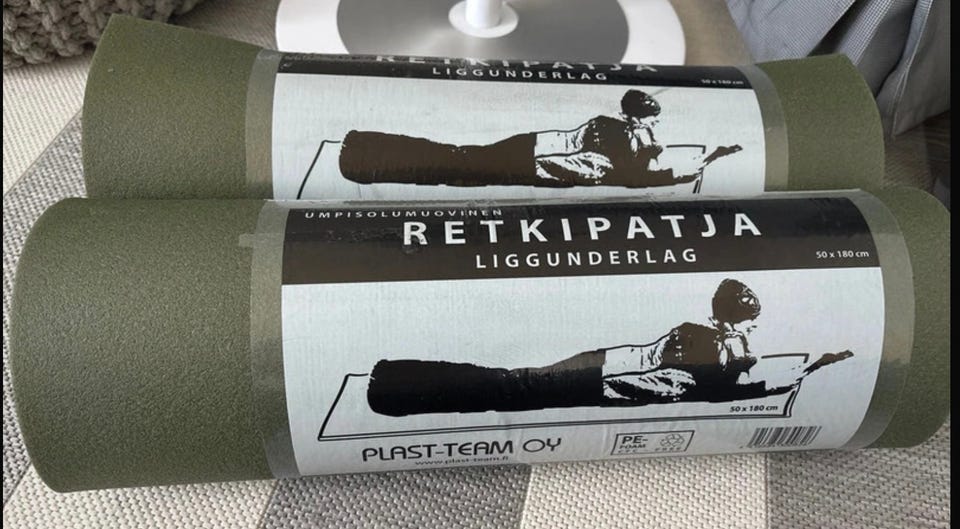 RETKIPATJA
LIGGUNDERLAG
50 x 180 cm
UMPISOLUMUOVINEN
RETKIPATJA
LIGGUNDERLAG
50 x 180 cm
50 x 180 cm
PLAST-TEAM OY
www.plast-team.fi
PE-
FOAM
FREE